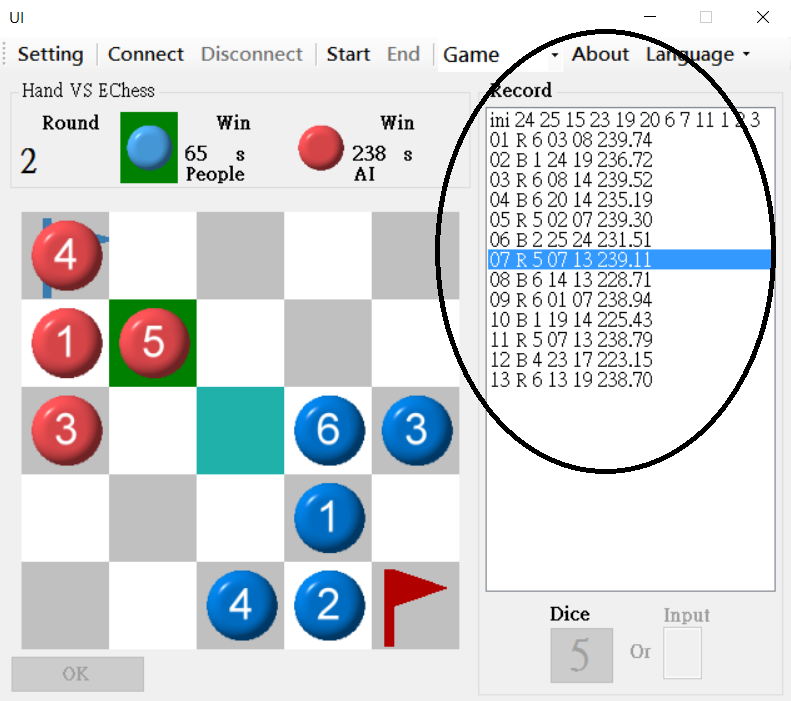 UI
Setting Connect Disconnect Start End Game About Language
Hand VS EChess
Round
2
Win
65 s
People
Win
238 s
AI
4
1 5
3 6 3
1
4 2
OK
Record
ini 24 25 15 23 19 20 6 7 11 1 2 3
01 R 6 03 08 239.74
02 B 1 24 19 236.72
03 R 6 08 14 239.52
04 B 6 20 14 235.19
05 R 5 02 07 239.30
06 B 2 25 24 231.51
07 R 5 07 13 239.11
08 B 6 14 13 228.71
09 R 6 01 07 238.94
10 B 1 19 14 225.43
11 R 5 07 13 238.79
12 B 4 23 17 223.15
13 R 6 13 19 238.70
Dice
5
Or
Input